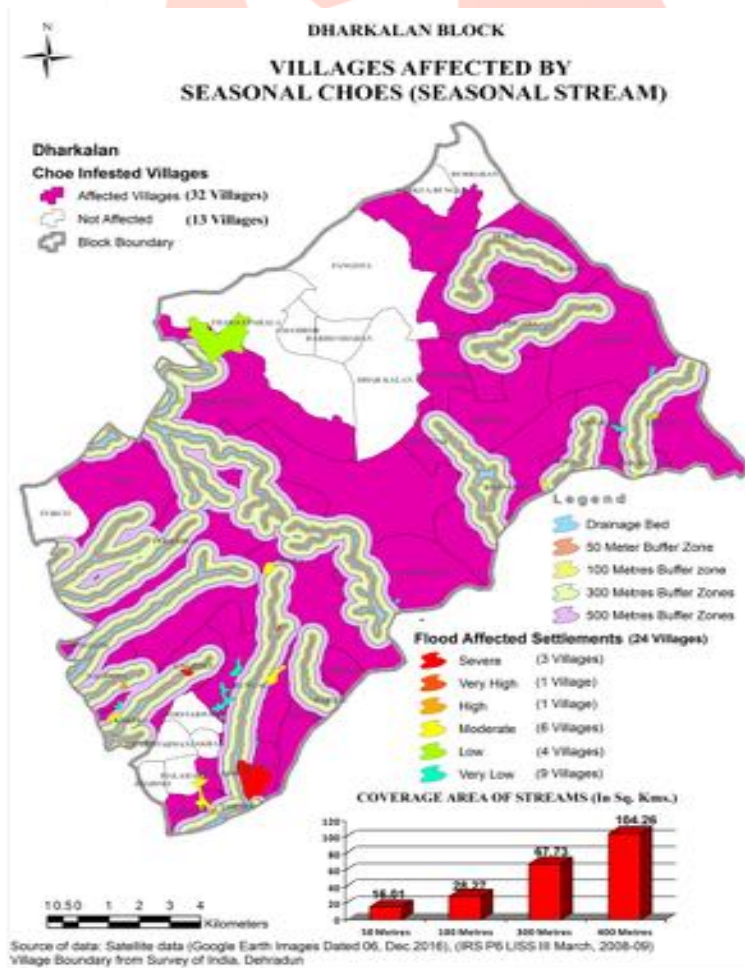 N
DHARKALAN BLOCK
VILLAGES AFFECTED BY
SEASONAL CHOES (SEASONAL STREAM)
Dharkalan
Choe Infested Villages
Affected Villages (32 Villages)
Not Affected (13 Villages)
Block Boundary
DHAR KALAN
Legend
Drainage Bed
50 Meter Buffer Zone
100 Metres Buffer zone
300 Metres Buffer Zones
500 Metres Buffer Zones
Flood Affected Settlements (24 Villages)
Severe (3 Villages)
Very High (1 Village)
High (1 Village)
Moderate (6 Villages)
Low (4 Villages)
Very Low (9 Villages)
COVERAGE AREA OF STREAMS (In Sq. Kms.)
120
100
80
60
40
20
0
16.01
28.27
67.73
104.26
50 Metres
100 Metres
300 Metres
600 Metres
1 0.5 0 1 2 3 4
Kilometers
Source of data: Satellite data (Google Earth Images Dated 06, Dec.2016), (IRS P6 LISS III March, 2008-09)
Village Boundary from Survey of India, Dehradun